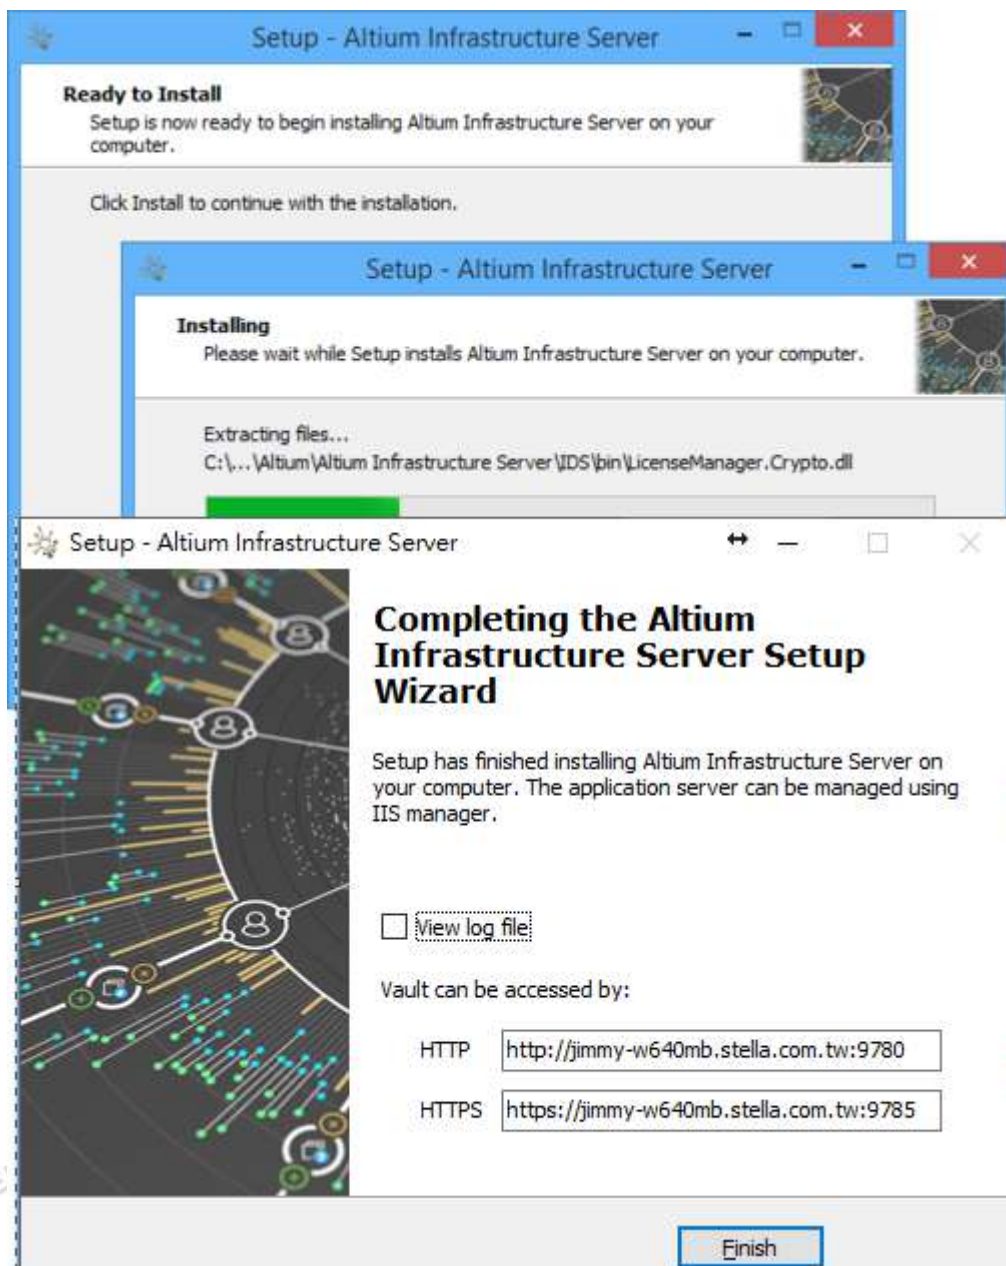 Setup - Altium Infrastructure Server
Ready to Install
Setup is now ready to begin installing Altium Infrastructure Server on your
computer.
Click Install to continue with the installation.
Setup - Altium Infrastructure Server
Installing
Please wait while Setup installs Altium Infrastructure Server on your computer.
Extracting files...
C:\...\Altium\Altium Infrastructure Server\IDS\bin\LicenseManager.Crypto.dll
Setup - Altium Infrastructure Server
Completing the Altium
Infrastructure Server Setup
Wizard
Setup has finished installing Altium Infrastructure Server on
your computer. The application server can be managed using
IIS manager.
View log file
Vault can be accessed by:
HTTP http://jimmy-w640mb.stella.com.tw:9780
HTTPS https://jimmy-w640mb.stella.com.tw:9785
Finish